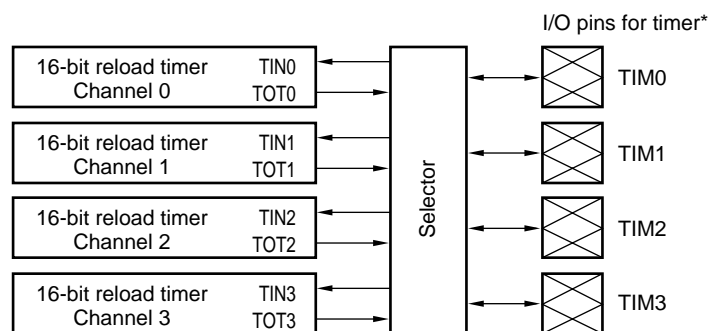 I/O pins for timer*
16-bit reload timer
Channel 0
TIN0
TOT0
TIM0
16-bit reload timer
Channel 1
TIN1
TOT1
TIM1
16-bit reload timer
Channel 2
TIN2
TOT2
TIM2
16-bit reload timer
Channel 3
TIN3
TOT3
TIM3
Selector